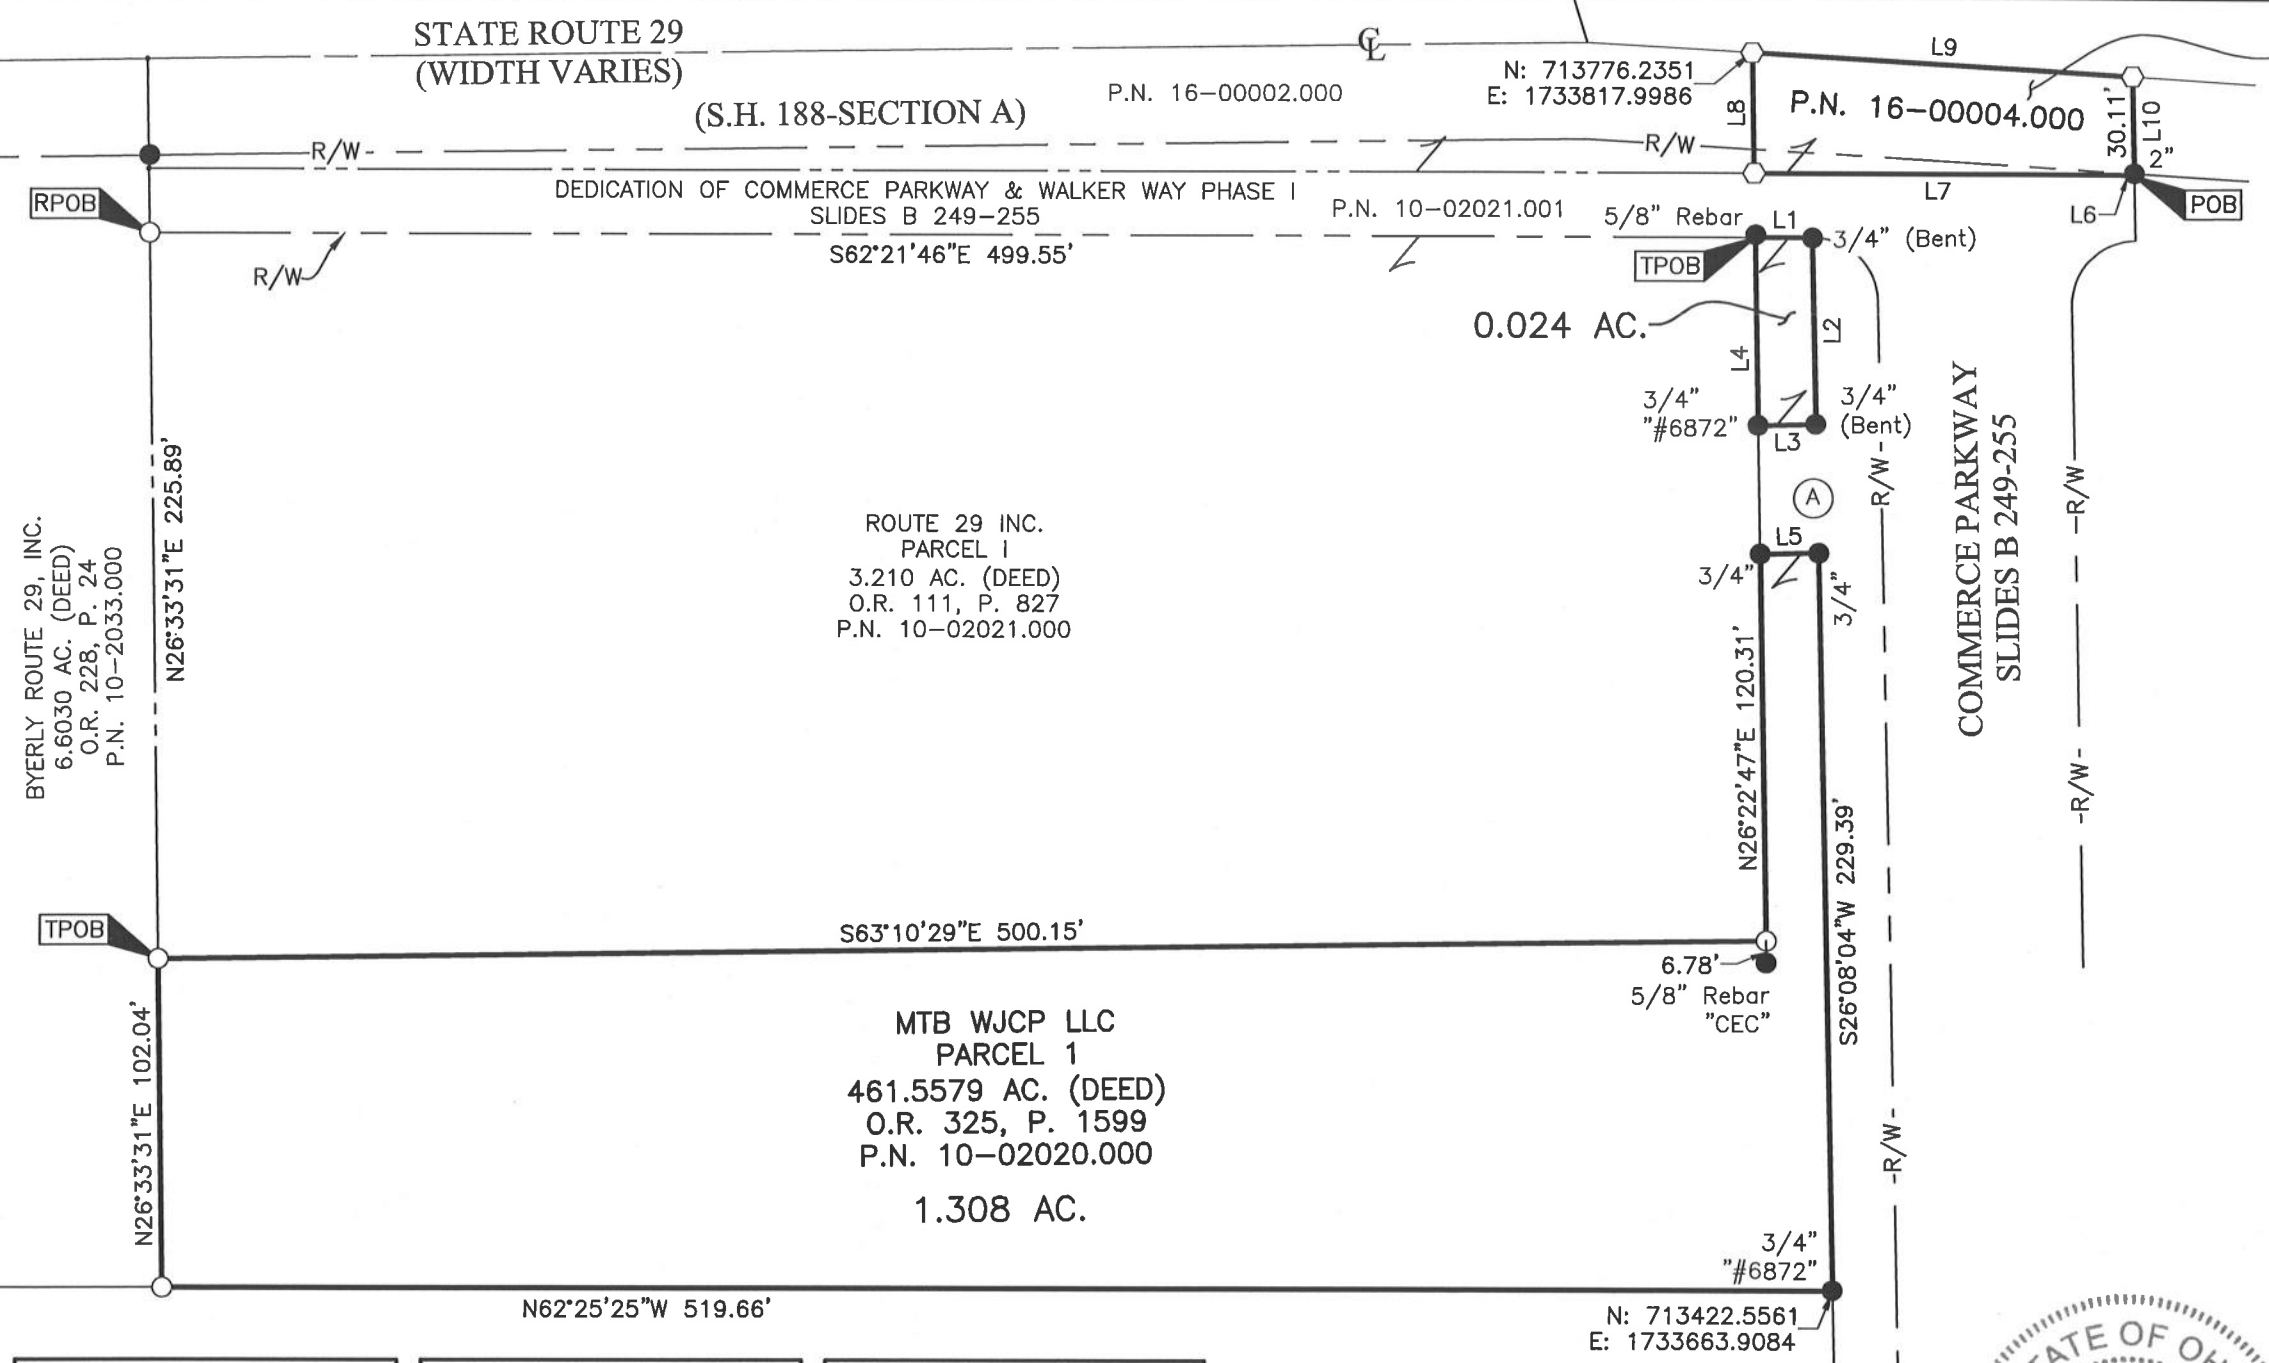 STATE ROUTE 29
(WIDTH VARIES)
(S.H. 188-SECTION A)
℄
P.N. 16-00002.000
N: 713776.2351
E: 1733817.9986
L9
L8
P.N. 16-00004.000
30.11'
L10
2"
R/W
R/W
RPOB
DEDICATION OF COMMERCE PARKWAY & WALKER WAY PHASE I
SLIDES B 249-255
P.N. 10-02021.001
5/8" Rebar
L1
L7
L6
POB
3/4" (Bent)
R/W
S62°21'46"E 499.55'
TPOB
0.024 AC.
L4
L2
3/4"
"#6872"
L3
3/4"
(Bent)
A
R/W
R/W
COMMERCE PARKWAY
SLIDES B 249-255
N26°33'31"E 225.89'
BYERLY ROUTE 29, INC.
6.6030 AC. (DEED)
O.R. 228, P. 24
P.N. 10-2033.000
ROUTE 29 INC.
PARCEL I
3.210 AC. (DEED)
O.R. 111, P. 827
P.N. 10-02021.000
L5
3/4"
3/4"
N26°22'47"E 120.31'
S26°08'04"W 229.39'
R/W
TPOB
S63°10'29"E 500.15'
6.78'
5/8" Rebar
"CEC"
N26°33'31"E 102.04'
MTB WJCP LLC
PARCEL 1
461.5579 AC. (DEED)
O.R. 325, P. 1599
P.N. 10-02020.000
1.308 AC.
R/W
3/4"
"#6872"
N62°25'25"W 519.66'
N: 713422.5561
E: 1733663.9084
ATE OF O